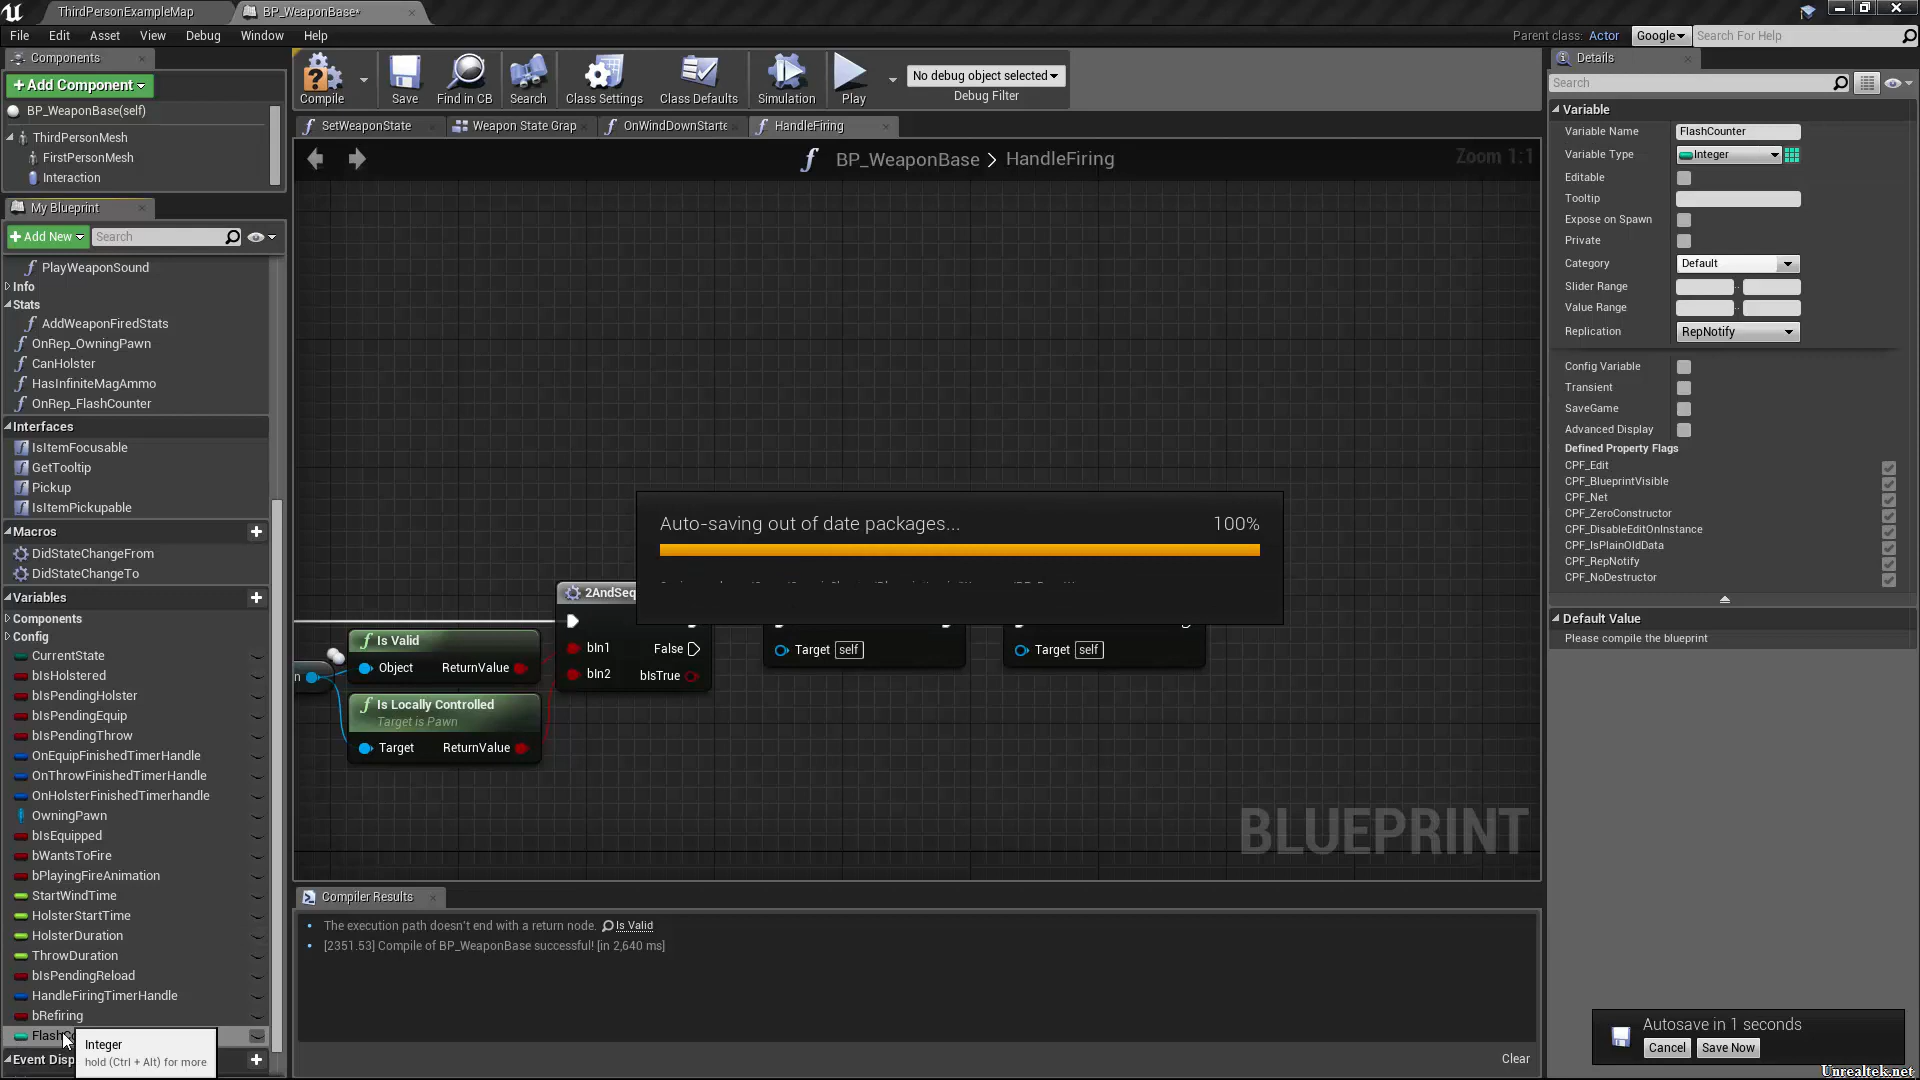 ThirdPersonExampleMap
BP_WeaponBase*
File Edit Asset View Debug Window Help
Parent class: Actor
Google
Search For Help
Components
Add Component
BP_WeaponBase(self)
ThirdPersonMesh
FirstPersonMesh
Interaction
My Blueprint
Add New
Search
PlayWeaponSound
Info
Stats
AddWeaponFiredStats
OnRep_OwningPawn
CanHolster
HasInfiniteMagAmmo
OnRep_FlashCounter
Interfaces
IsItemFocusable
GetTooltip
Pickup
IsItemPickupable
Macros
DidStateChangeFrom
DidStateChangeTo
Variables
Components
Config
CurrentState
bIsHolstered
bIsPendingHolster
bIsPendingEquip
bIsPendingThrow
OnEquipFinishedTimerHandle
OnThrowFinishedTimerHandle
OnHolsterFinishedTimerhandle
OwningPawn
bIsEquipped
bWantsToFire
bPlayingFireAnimation
StartWindTime
HolsterStartTime
HolsterDuration
ThrowDuration
bIsPendingReload
HandleFiringTimerHandle
bRefiring
Integer
hold (Ctrl + Alt) for more
Event Disp
Compile
Save
Find in CB
Search
Class Settings
Class Defaults
Simulation
Play
No debug object selected
Debug Filter
SetWeaponState
Weapon State Grap
OnWindDownStarte
HandleFiring
BP_WeaponBase > HandleFiring
Zoom 1:1
Auto-saving out of date packages... 100%
2AndSeq
Is Valid
Object ReturnValue
Is Locally Controlled
Target is Pawn
Target ReturnValue
bIn1 False
bIn2 bIsTrue
Target self
Target self
BLUEPRINT
Compiler Results
The execution path doesn't end with a return node. Is Valid
[2351.53] Compile of BP_WeaponBase successful! [in 2,640 ms]
Clear
Details
Search
Variable
Variable Name FlashCounter
Variable Type Integer
Editable
Tooltip
Expose on Spawn
Private
Category Default
Slider Range
Value Range
Replication RepNotify
Config Variable
Transient
SaveGame
Advanced Display
Defined Property Flags
CPF_Edit
CPF_BlueprintVisible
CPF_Net
CPF_ZeroConstructor
CPF_DisableEditOnInstance
CPF_IsPlainOldData
CPF_RepNotify
CPF_NoDestructor
Default Value
Please compile the blueprint
Autosave in 1 seconds
Cancel Save Now
Unrealtek.net